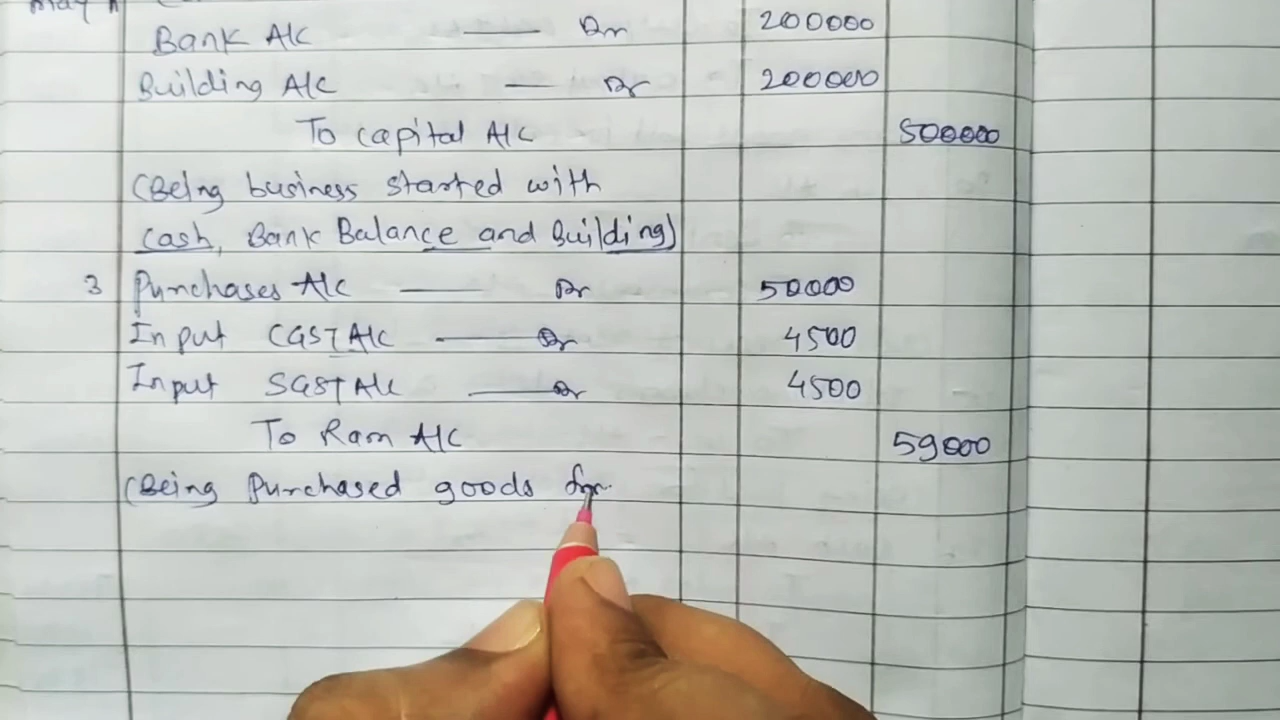 May
Bank A/c —— Dr 200000
Building A/c — Dr 200000
To Capital A/c 500000
(Being business started with
cash, Bank Balance and Building)
3 Purchases A/c —— Dr 50000
Input CGST A/c —— Dr 4500
Input SGST A/c —— Dr 4500
To Ram A/c 59000
(Being Purchased goods